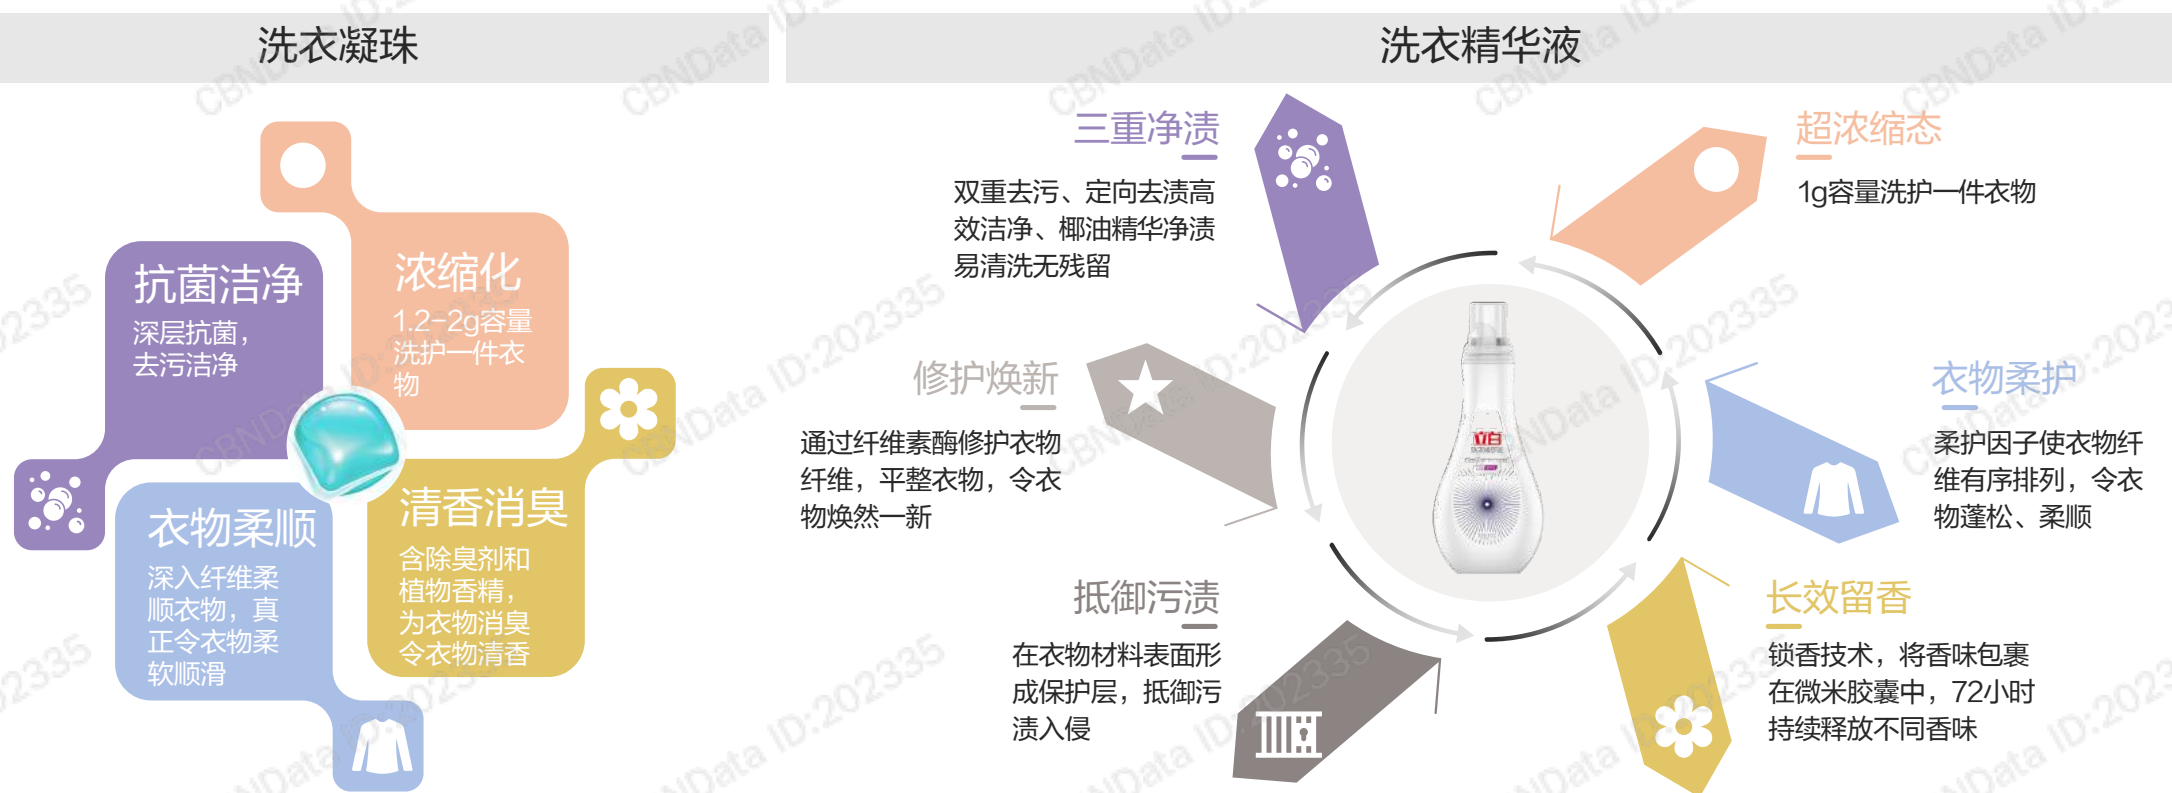 洗衣凝珠
抗菌洁净
深层抗菌，
去污洁净
浓缩化
1.2-2g容量
洗护一件衣
物
衣物柔顺
深入纤维柔
顺衣物，真
正令衣物柔
软顺滑
清香消臭
含除臭剂和
植物香精，
为衣物消臭
令衣物清香
洗衣精华液
三重净渍
双重去污、定向去渍高
效洁净、椰油精华净渍
易清洗无残留
修护焕新
通过纤维素酶修护衣物
纤维，平整衣物，令衣
物焕然一新
抵御污渍
在衣物材料表面形
成保护层，抵御污
渍入侵
超浓缩态
1g容量洗护一件衣物
衣物柔护
柔护因子使衣物纤
维有序排列，令衣
物蓬松、柔顺
长效留香
锁香技术，将香味包裹
在微米胶囊中，72小时
持续释放不同香味
立白
CBNData ID:202335